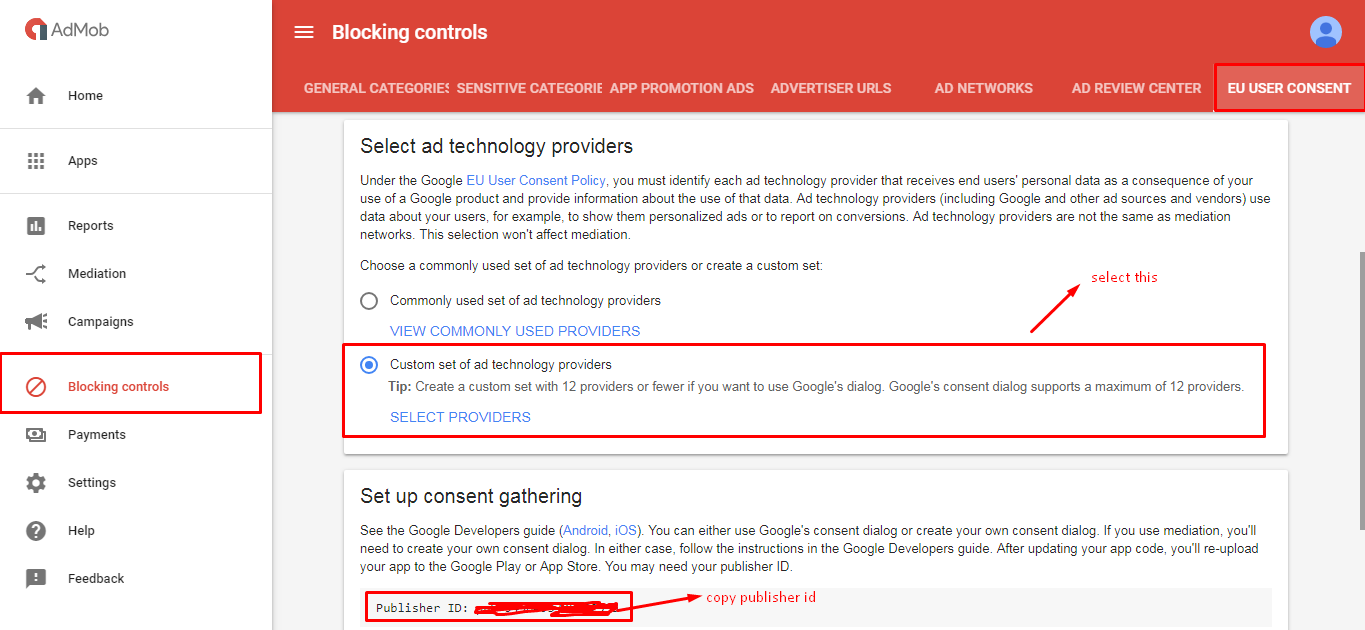 AdMob
Home
Apps
Reports
Mediation
Campaigns
Blocking controls
Payments
Settings
Help
Feedback
Blocking controls
GENERAL CATEGORIES SENSITIVE CATEGORIE APP PROMOTION ADS ADVERTISER URLS AD NETWORKS AD REVIEW CENTER EU USER CONSENT
Select ad technology providers
Under the Google EU User Consent Policy, you must identify each ad technology provider that receives end users' personal data as a consequence of your
use of a Google product and provide information about the use of that data. Ad technology providers (including Google and other ad sources and vendors) use
data about your users, for example, to show them personalized ads or to report on conversions. Ad technology providers are not the same as mediation
networks. This selection won't affect mediation.
Choose a commonly used set of ad technology providers or create a custom set:
select this
Commonly used set of ad technology providers
VIEW COMMONLY USED PROVIDERS
Custom set of ad technology providers
Tip: Create a custom set with 12 providers or fewer if you want to use Google's dialog. Google's consent dialog supports a maximum of 12 providers.
SELECT PROVIDERS
Set up consent gathering
See the Google Developers guide (Android, iOS). You can either use Google's consent dialog or create your own consent dialog. If you use mediation, you'll
need to create your own consent dialog. In either case, follow the instructions in the Google Developers guide. After updating your app code, you'll re-upload
your app to the Google Play or App Store. You may need your publisher ID.
Publisher ID:
copy publisher id